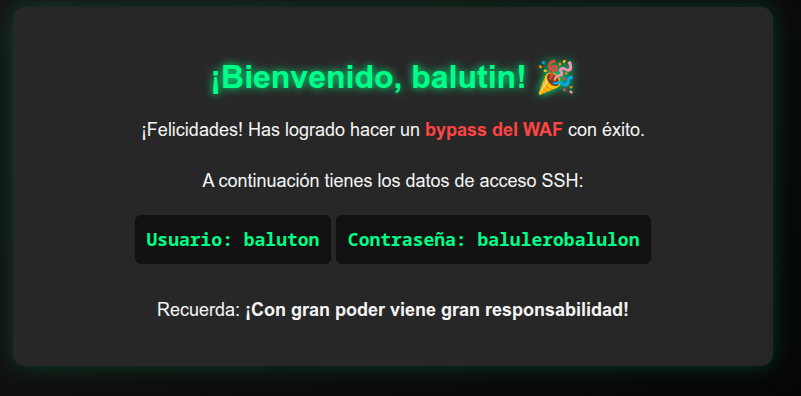 ¡Bienvenido, balutin! 🎉
¡Felicidades! Has logrado hacer un bypass del WAF con éxito.
A continuación tienes los datos de acceso SSH:
Usuario: baluton Contraseña: balulerobalulon
Recuerda: ¡Con gran poder viene gran responsabilidad!